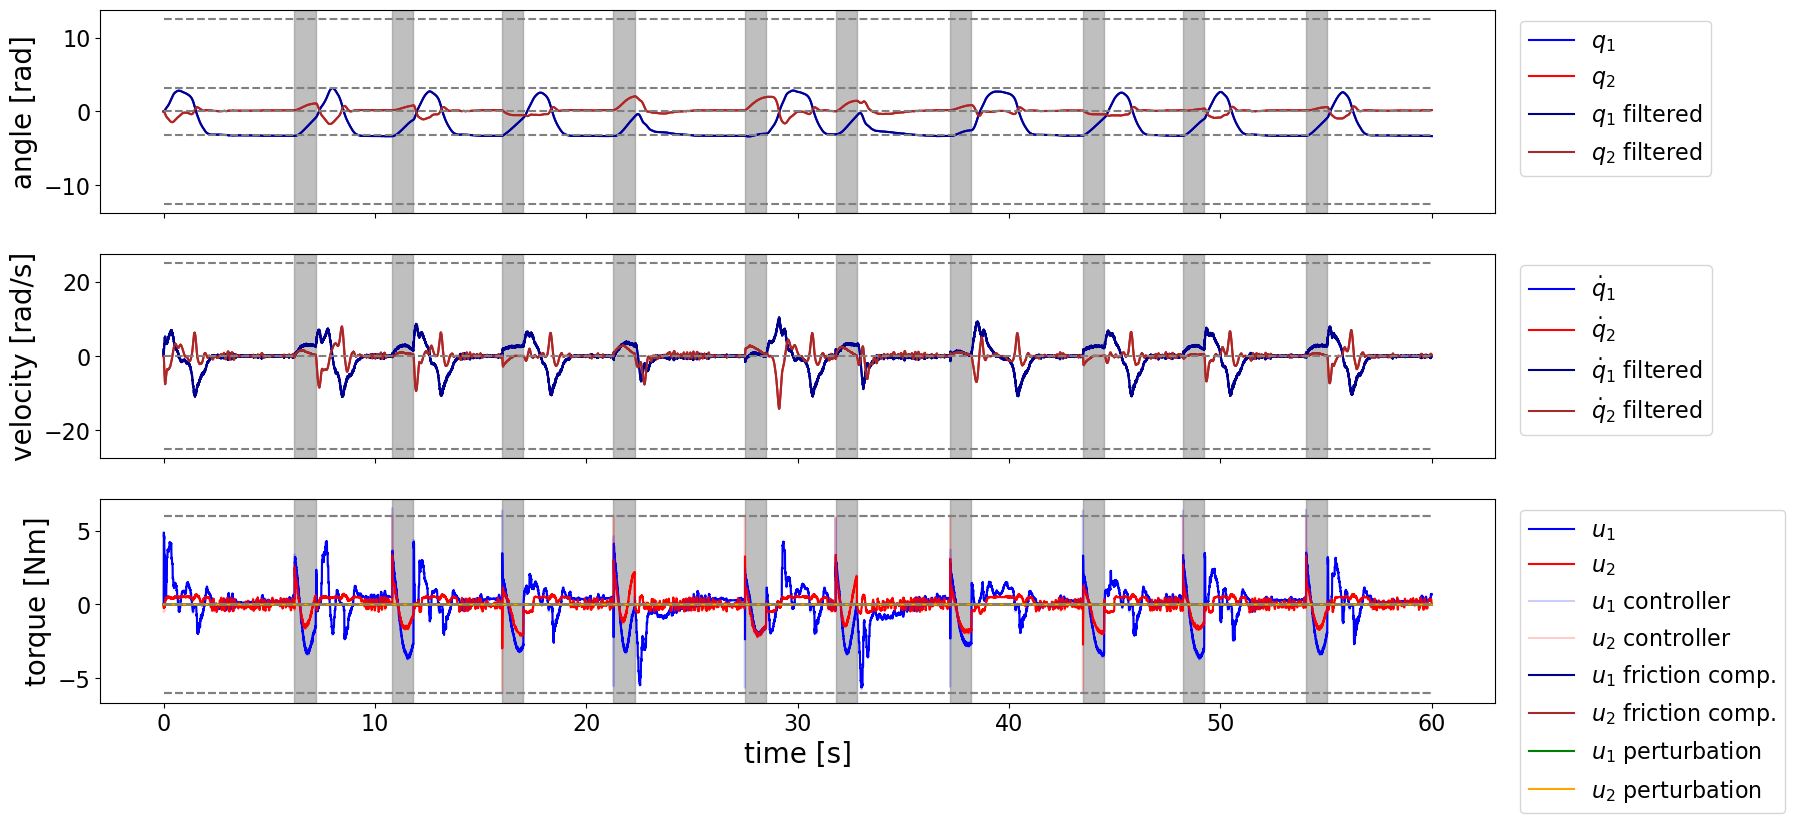 angle [rad]
10
0
−10
q₁
q₂
q₁ filtered
q₂ filtered
velocity [rad/s]
20
0
−20
q̇₁
q̇₂
q̇₁ filtered
q̇₂ filtered
torque [Nm]
5
0
−5
0 10 20 30 40 50 60
time [s]
u₁
u₂
u₁ controller
u₂ controller
u₁ friction comp.
u₂ friction comp.
u₁ perturbation
u₂ perturbation